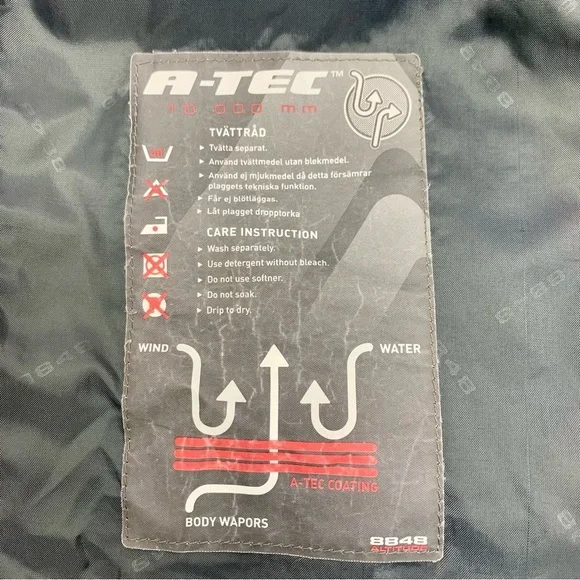 A-TEC™
10 000 mm
TVÄTTRÅD
► Tvätta separat.
► Använd tvättmedel utan blekmedel.
► Använd ej mjukmedel då detta försämrar
plaggets tekniska funktion.
► Får ej blötläggas.
► Låt plagget dropptorka
CARE INSTRUCTION
► Wash separately.
► Use detergent without bleach.
► Do not use softner.
► Do not soak.
► Drip to dry.
WIND
WATER
A-TEC COATING
BODY WAPORS
8848
ALTITUDE